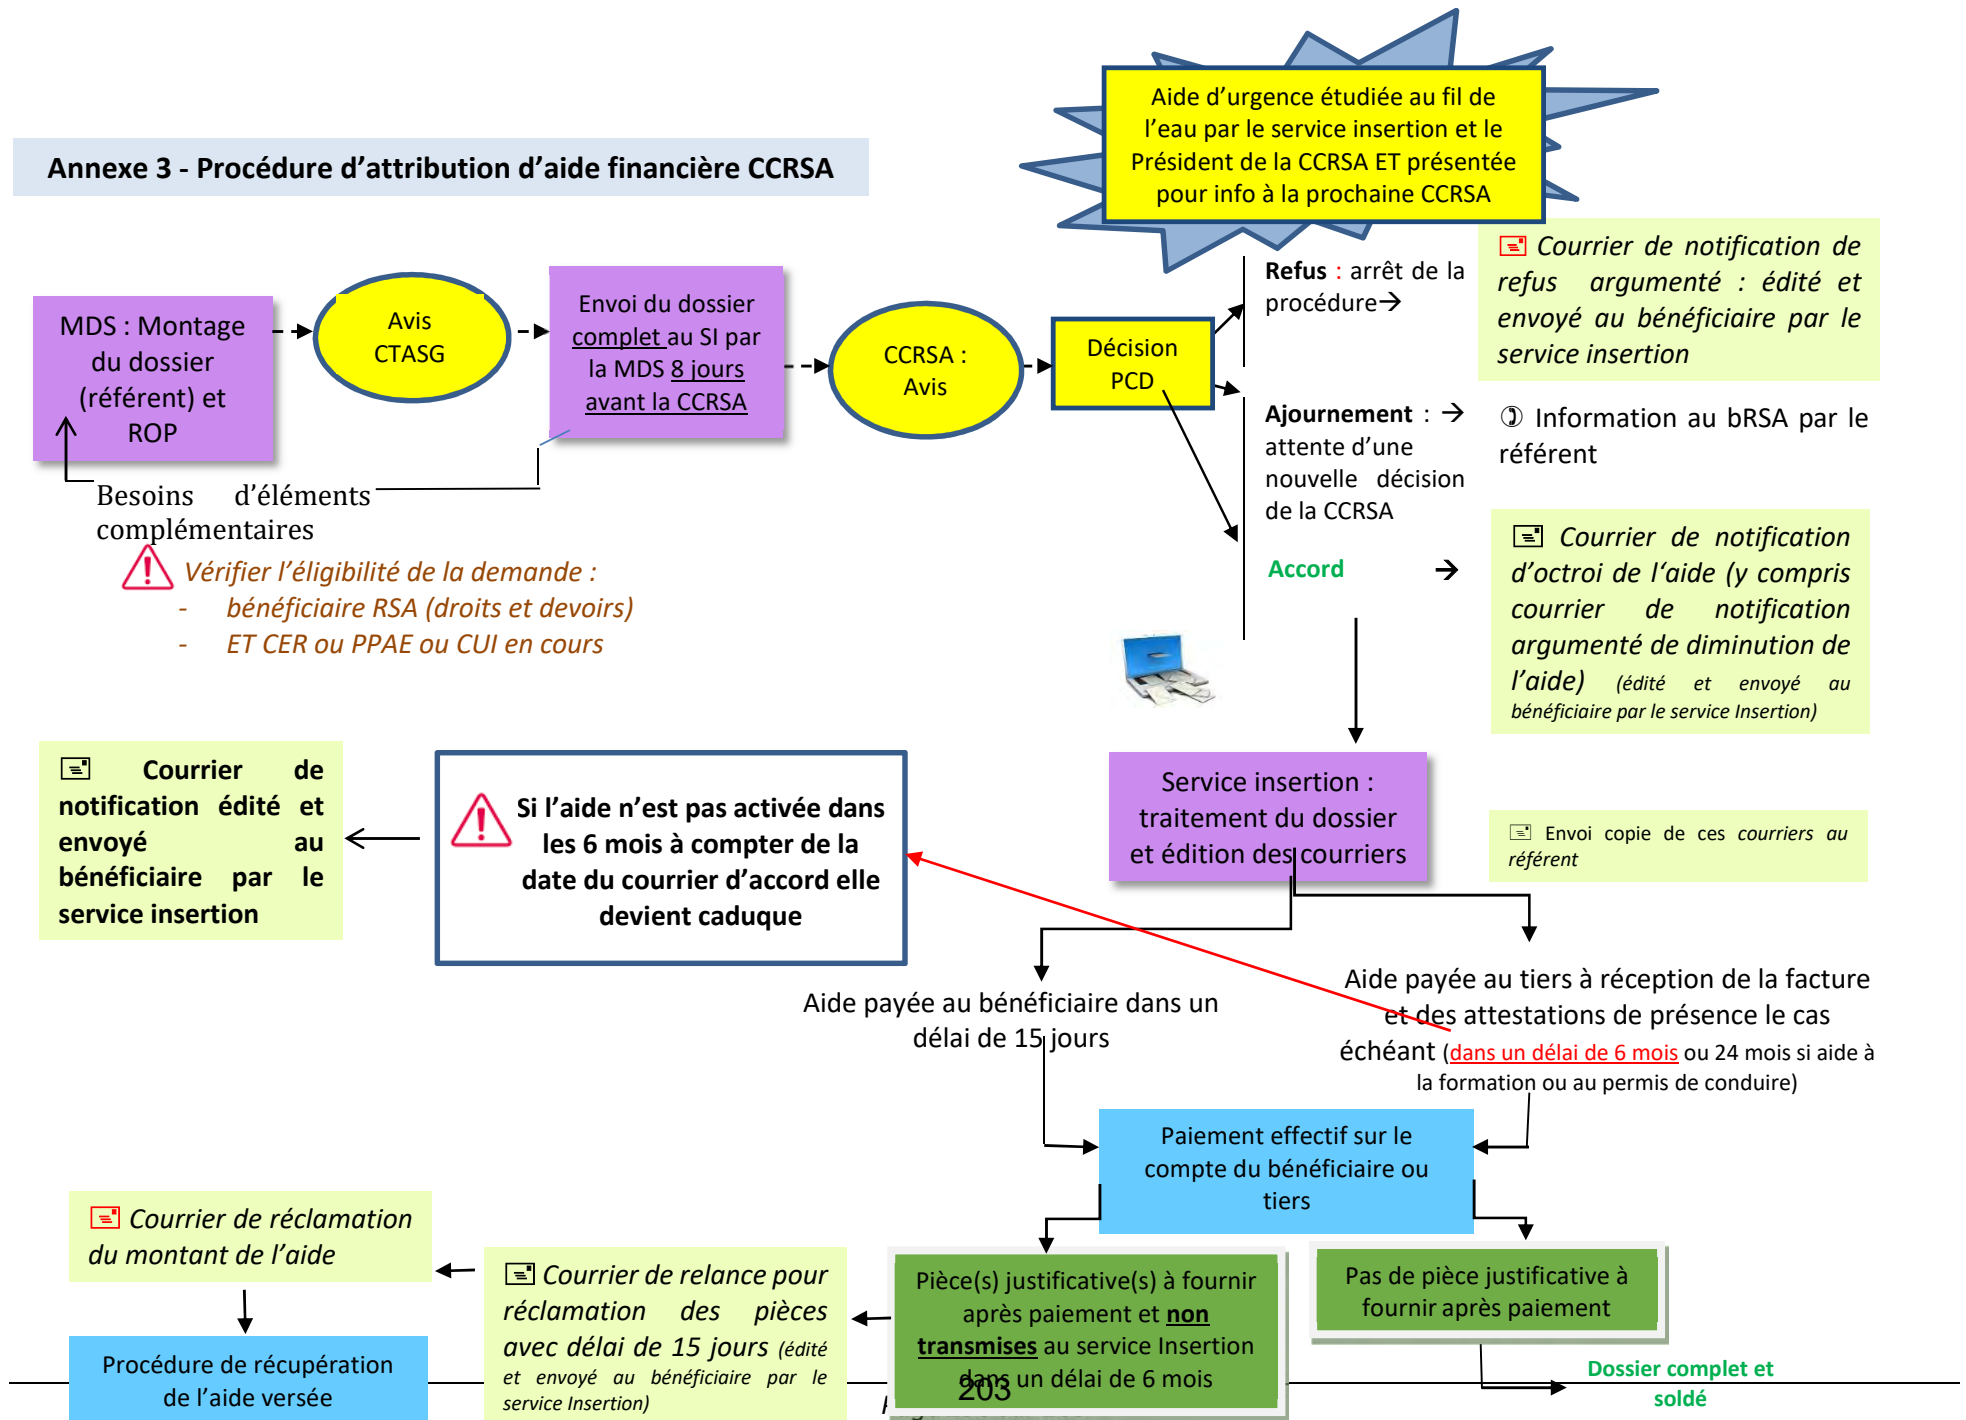 Aide d’urgence étudiée au fil de
l’eau par le service insertion et le
Président de la CCRSA ET présentée
pour info à la prochaine CCRSA
Annexe 3 - Procédure d’attribution d’aide financière CCRSA
MDS : Montage
du dossier
(référent) et
ROP
Avis
CTASG
Envoi du dossier
complet au SI par
la MDS 8 jours
avant la CCRSA
CCRSA :
Avis
Décision
PCD
Refus : arrêt de la
procédure→
Courrier de notification de
refus argumenté : édité et
envoyé au bénéficiaire par le
service insertion
Ajournement : →
attente d’une
nouvelle décision
de la CCRSA
Information au bRSA par le
référent
Accord →
Courrier de notification
d’octroi de l‘aide (y compris
courrier de notification
argumenté de diminution de
l’aide) (édité et envoyé au
bénéficiaire par le service Insertion)
Besoins d’éléments
complémentaires
Vérifier l’éligibilité de la demande :
- bénéficiaire RSA (droits et devoirs)
- ET CER ou PPAE ou CUI en cours
Courrier de
notification édité et
envoyé au
bénéficiaire par le
service insertion
Si l’aide n’est pas activée dans
les 6 mois à compter de la
date du courrier d’accord elle
devient caduque
Service insertion :
traitement du dossier
et édition des courriers
Envoi copie de ces courriers au
référent
Aide payée au bénéficiaire dans un
délai de 15 jours
Aide payée au tiers à réception de la facture
et des attestations de présence le cas
échéant (dans un délai de 6 mois ou 24 mois si aide à
la formation ou au permis de conduire)
Paiement effectif sur le
compte du bénéficiaire ou
tiers
Courrier de réclamation
du montant de l’aide
Procédure de récupération
de l’aide versée
Courrier de relance pour
réclamation des pièces
avec délai de 15 jours (édité
et envoyé au bénéficiaire par le
service Insertion)
Pièce(s) justificative(s) à fournir
après paiement et non
transmises au service Insertion
dans un délai de 6 mois
Pas de pièce justificative à
fournir après paiement
Dossier complet et
soldé
203